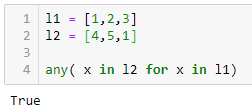 1 l1 = [1,2,3]
2 l2 = [4,5,1]
3
4 any( x in l2 for x in l1)
True